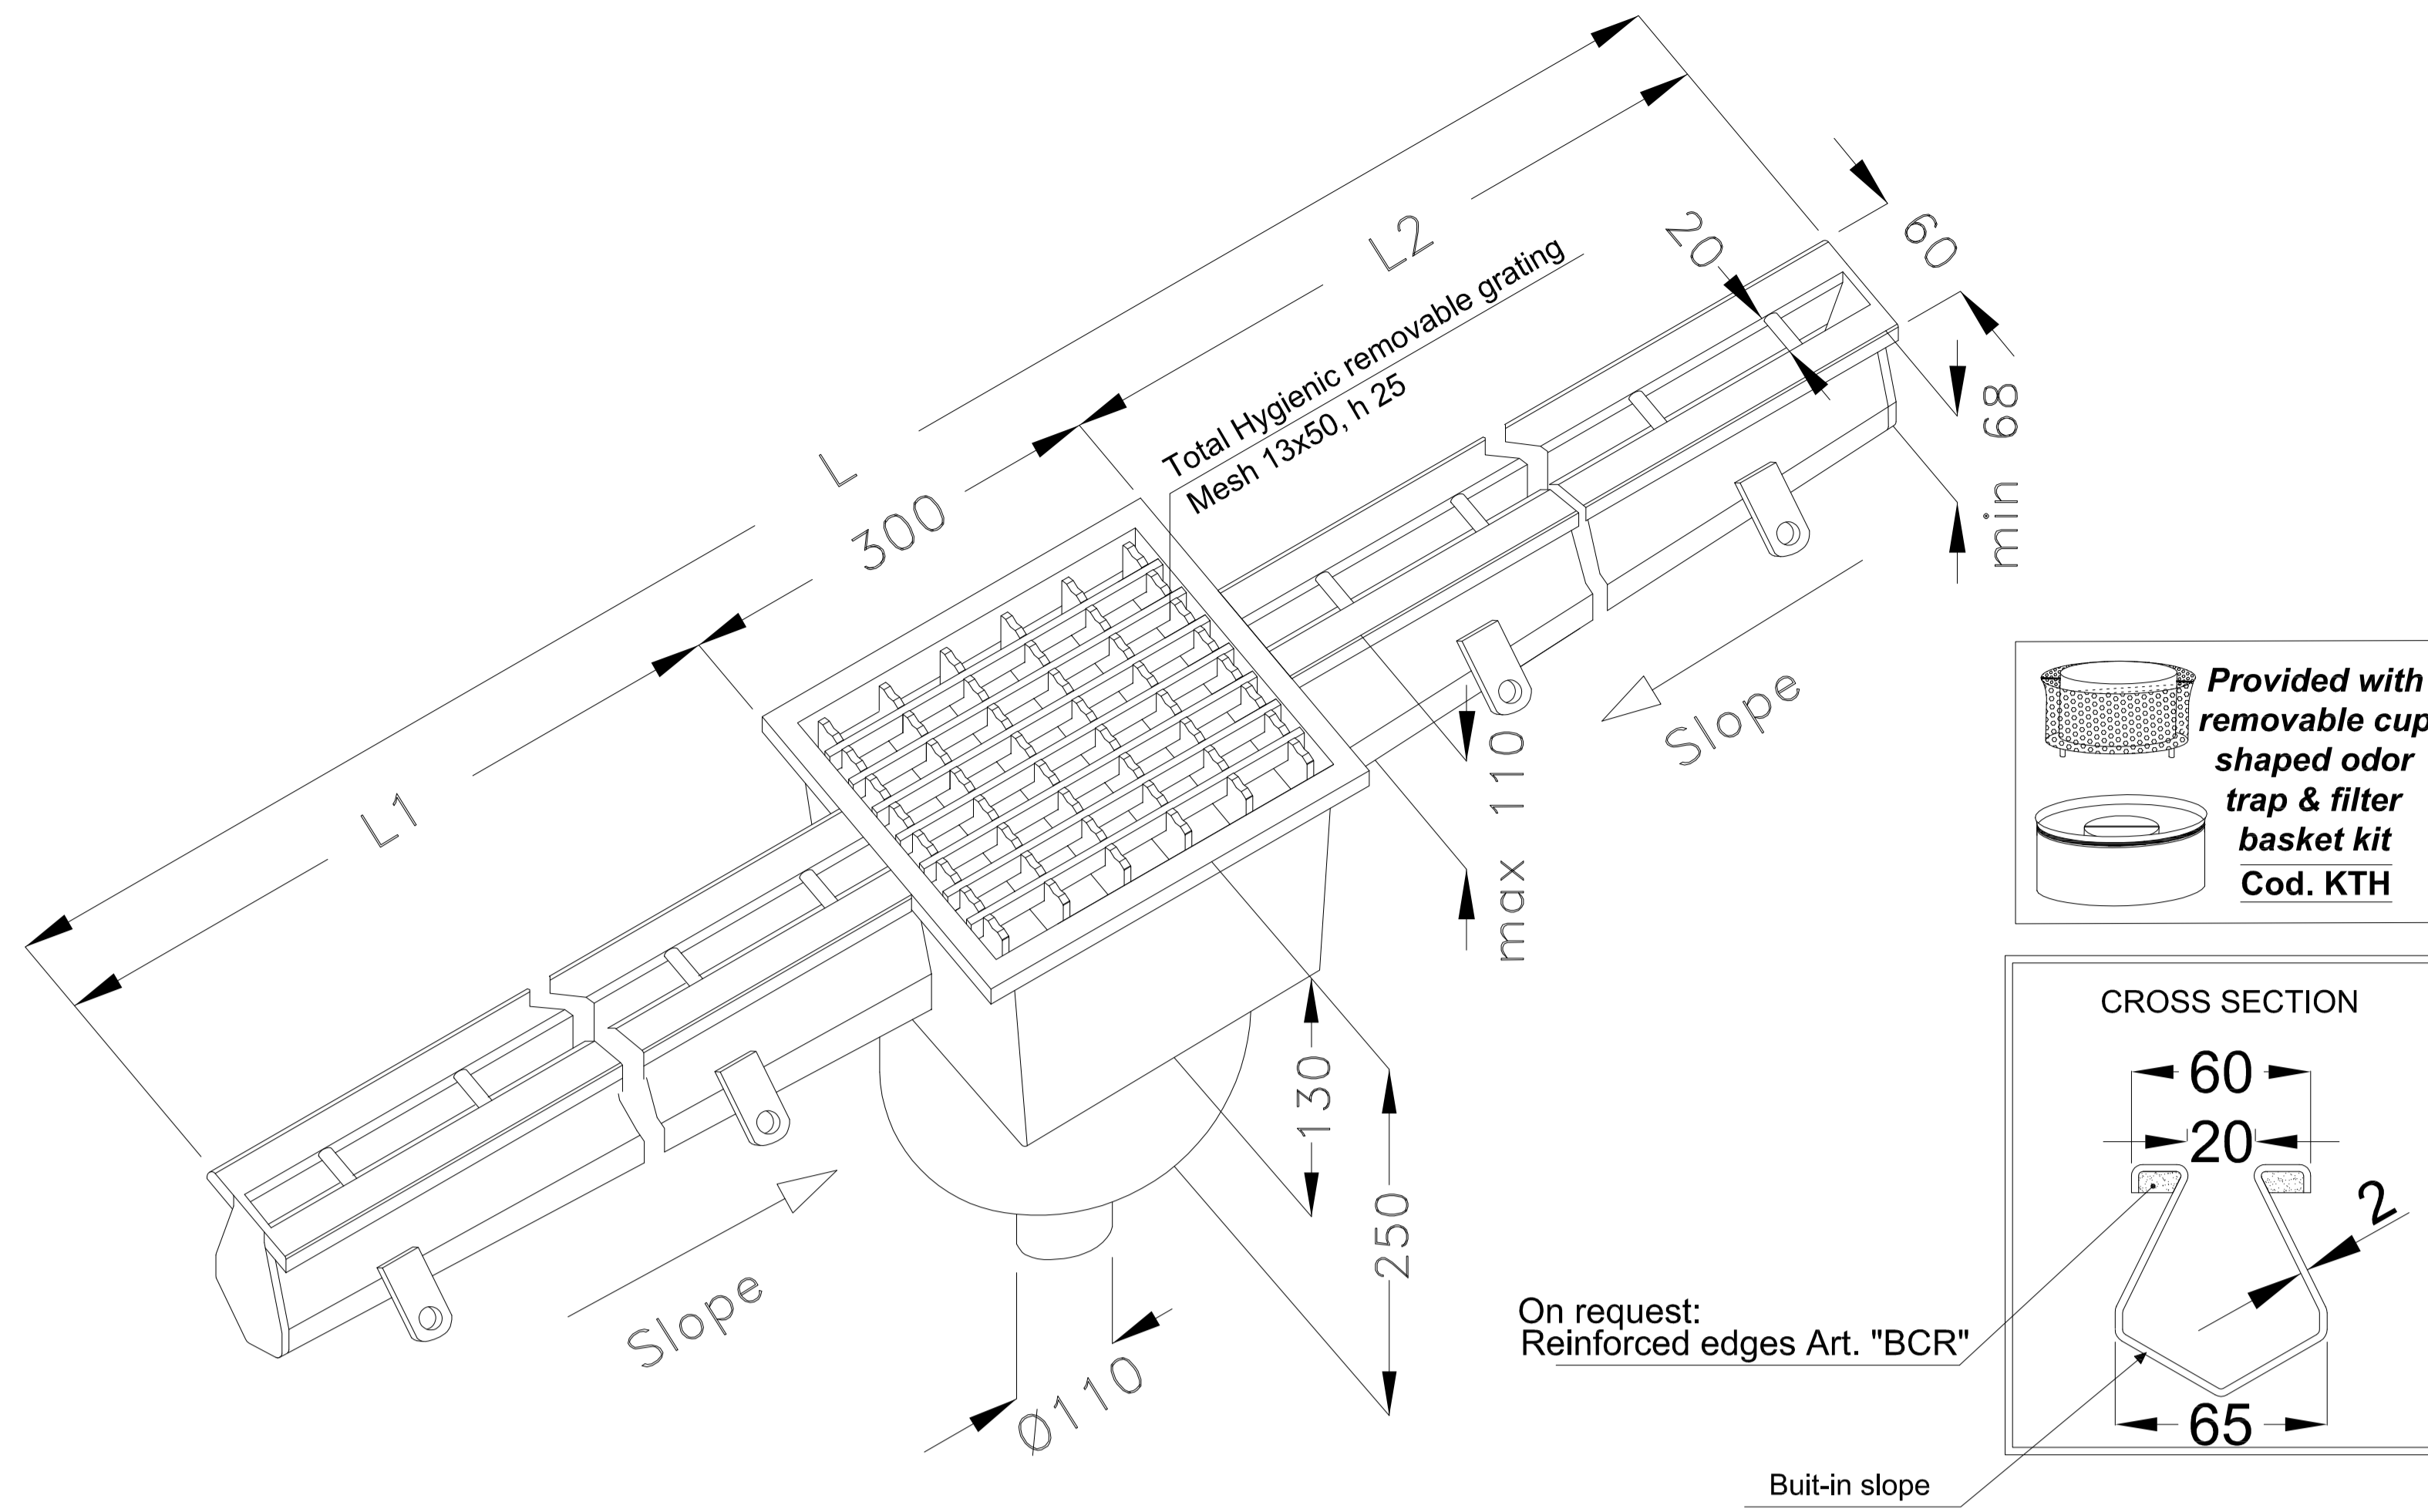 L
L2
20
60
Total Hygienic removable grating
Mesh 13x50, h 25
300
min 68
L1
Slope
max 110
Provided with
removable cup
shaped odor
trap & filter
basket kit
Cod. KTH
130
250
Slope
Ø110
CROSS SECTION
60
20
2
65
On request:
Reinforced edges Art. "BCR"
Buit-in slope